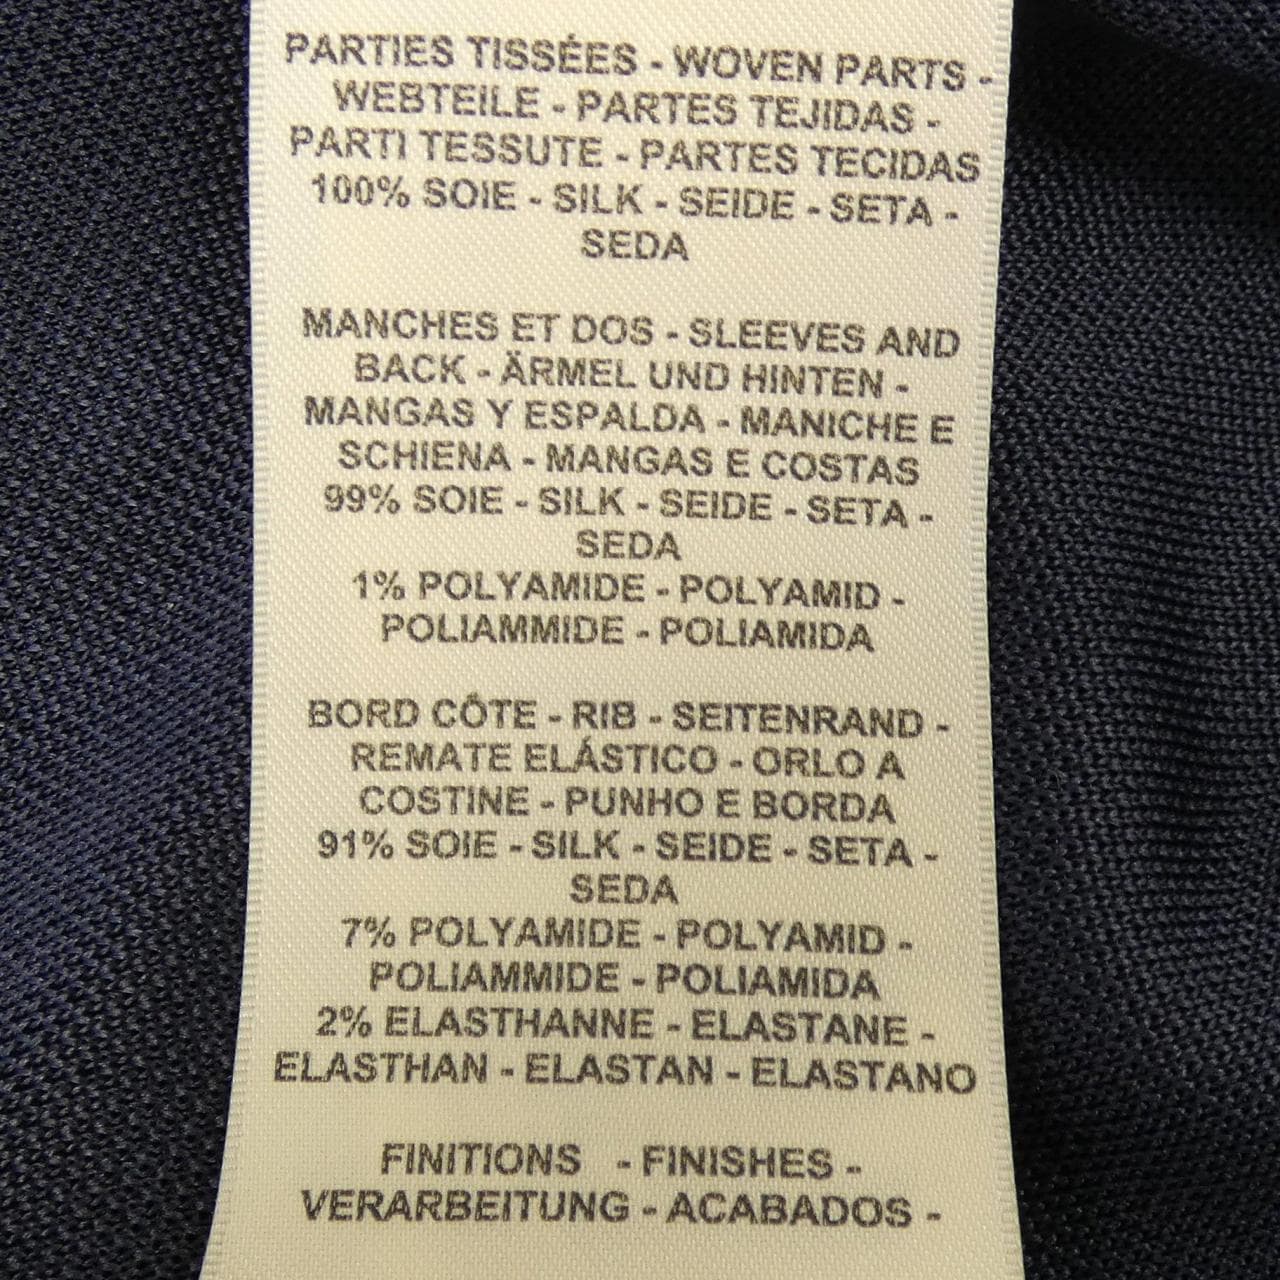 PARTIES TISSÉES - WOVEN PARTS -
WEBTEILE - PARTES TEJIDAS -
PARTI TESSUTE - PARTES TECIDAS
100% SOIE - SILK - SEIDE - SETA -
SEDA
MANCHES ET DOS - SLEEVES AND
BACK - ÄRMEL UND HINTEN -
MANGAS Y ESPALDA - MANICHE E
SCHIENA - MANGAS E COSTAS
99% SOIE - SILK - SEIDE - SETA -
SEDA
1% POLYAMIDE - POLYAMID -
POLIAMMIDE - POLIAMIDA
BORD CÔTE - RIB - SEITENRAND -
REMATE ELÁSTICO - ORLO A
COSTINE - PUNHO E BORDA
91% SOIE - SILK - SEIDE - SETA -
SEDA
7% POLYAMIDE - POLYAMID -
POLIAMMIDE - POLIAMIDA
2% ELASTHANNE - ELASTANE -
ELASTHAN - ELASTAN - ELASTANO
FINITIONS - FINISHES -
VERARBEITUNG - ACABADOS -